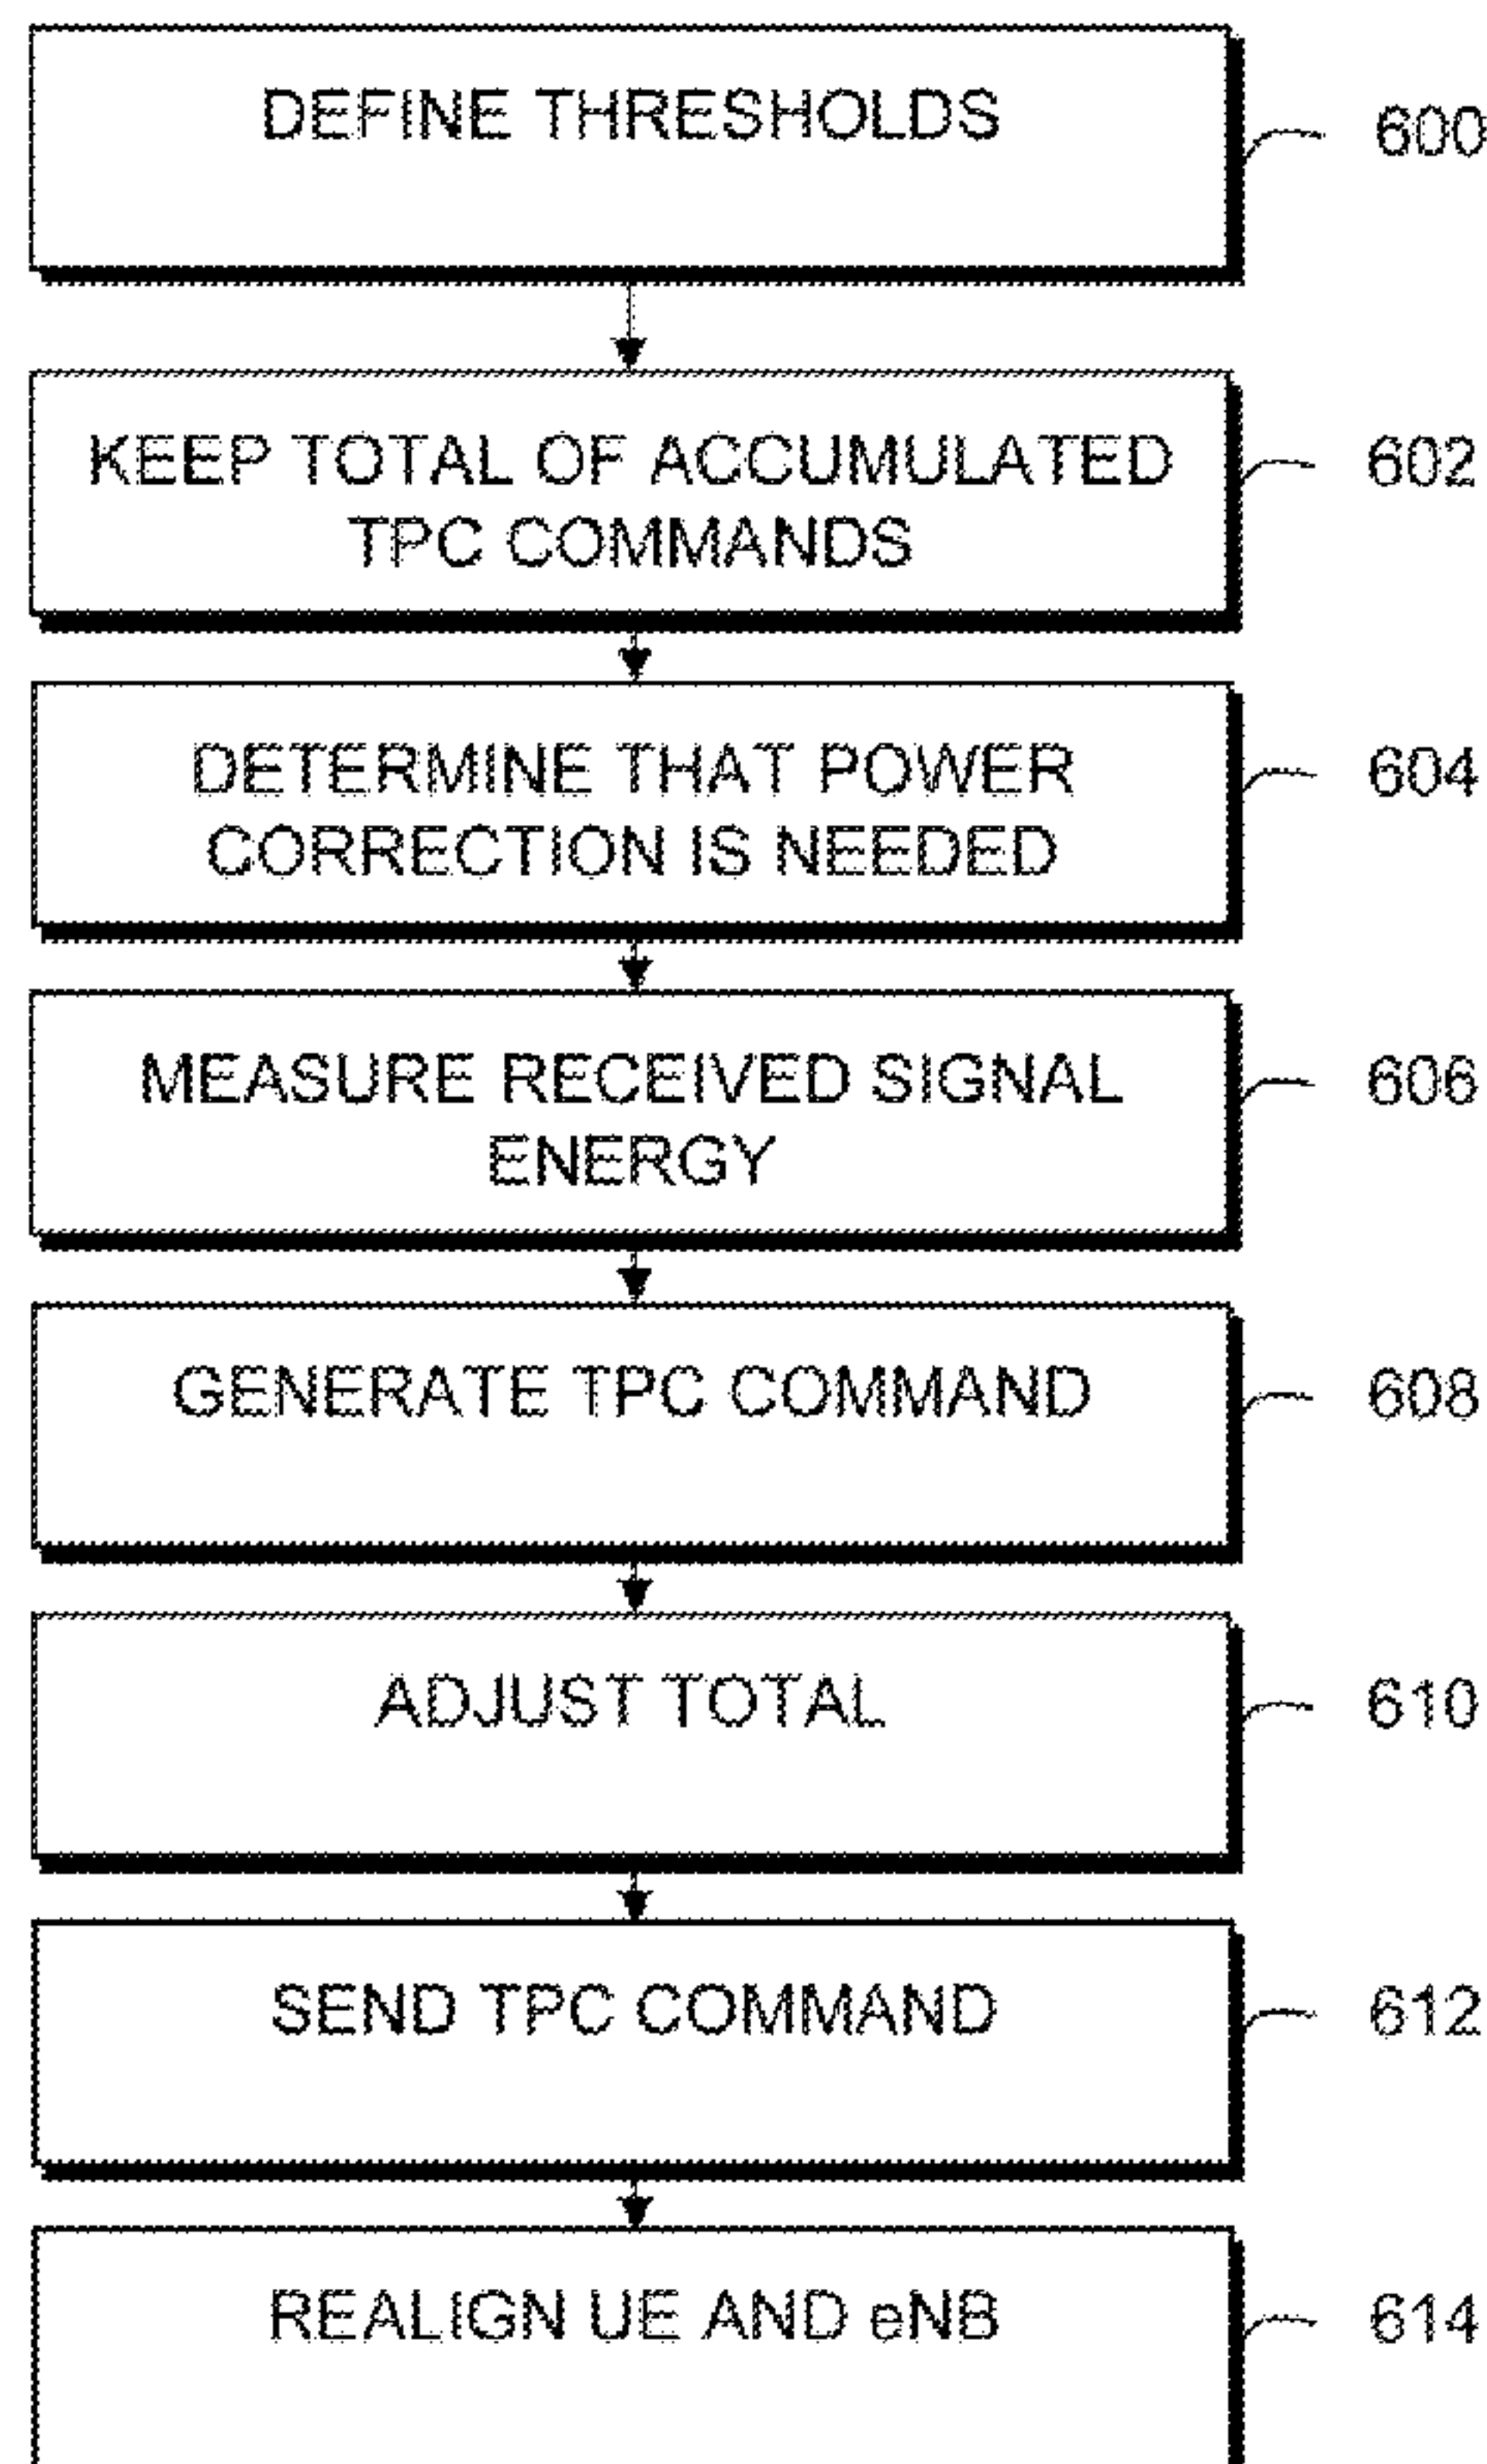 DEFINE THRESHOLDS
600
KEEP TOTAL OF ACCUMULATED
TPC COMMANDS
602
DETERMINE THAT POWER
CORRECTION IS NEEDED
604
MEASURE RECEIVED SIGNAL
ENERGY
606
GENERATE TPC COMMAND
608
ADJUST TOTAL
610
SEND TPC COMMAND
612
REALIGN UE AND eNB
614